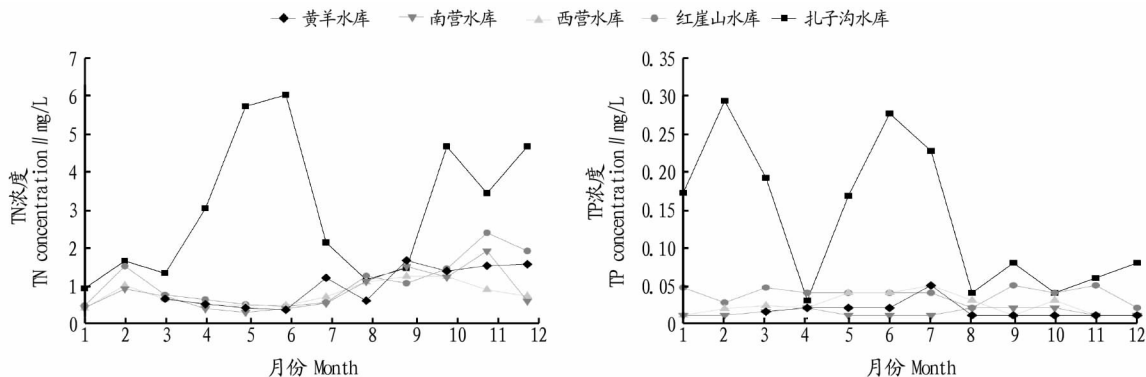 黄羊水库 南营水库 西营水库 红崖山水库 扎子沟水库
TN浓度
TN concentration∥mg/L
7
6
5
4
3
2
1
0
1 2 3 4 5 6 7 8 9 10 11 12
月份 Month
TP浓度
TP concentration∥mg/L
0.35
0.30
0.25
0.20
0.15
0.10
0.05
0
1 2 3 4 5 6 7 8 9 10 11 12
月份 Month